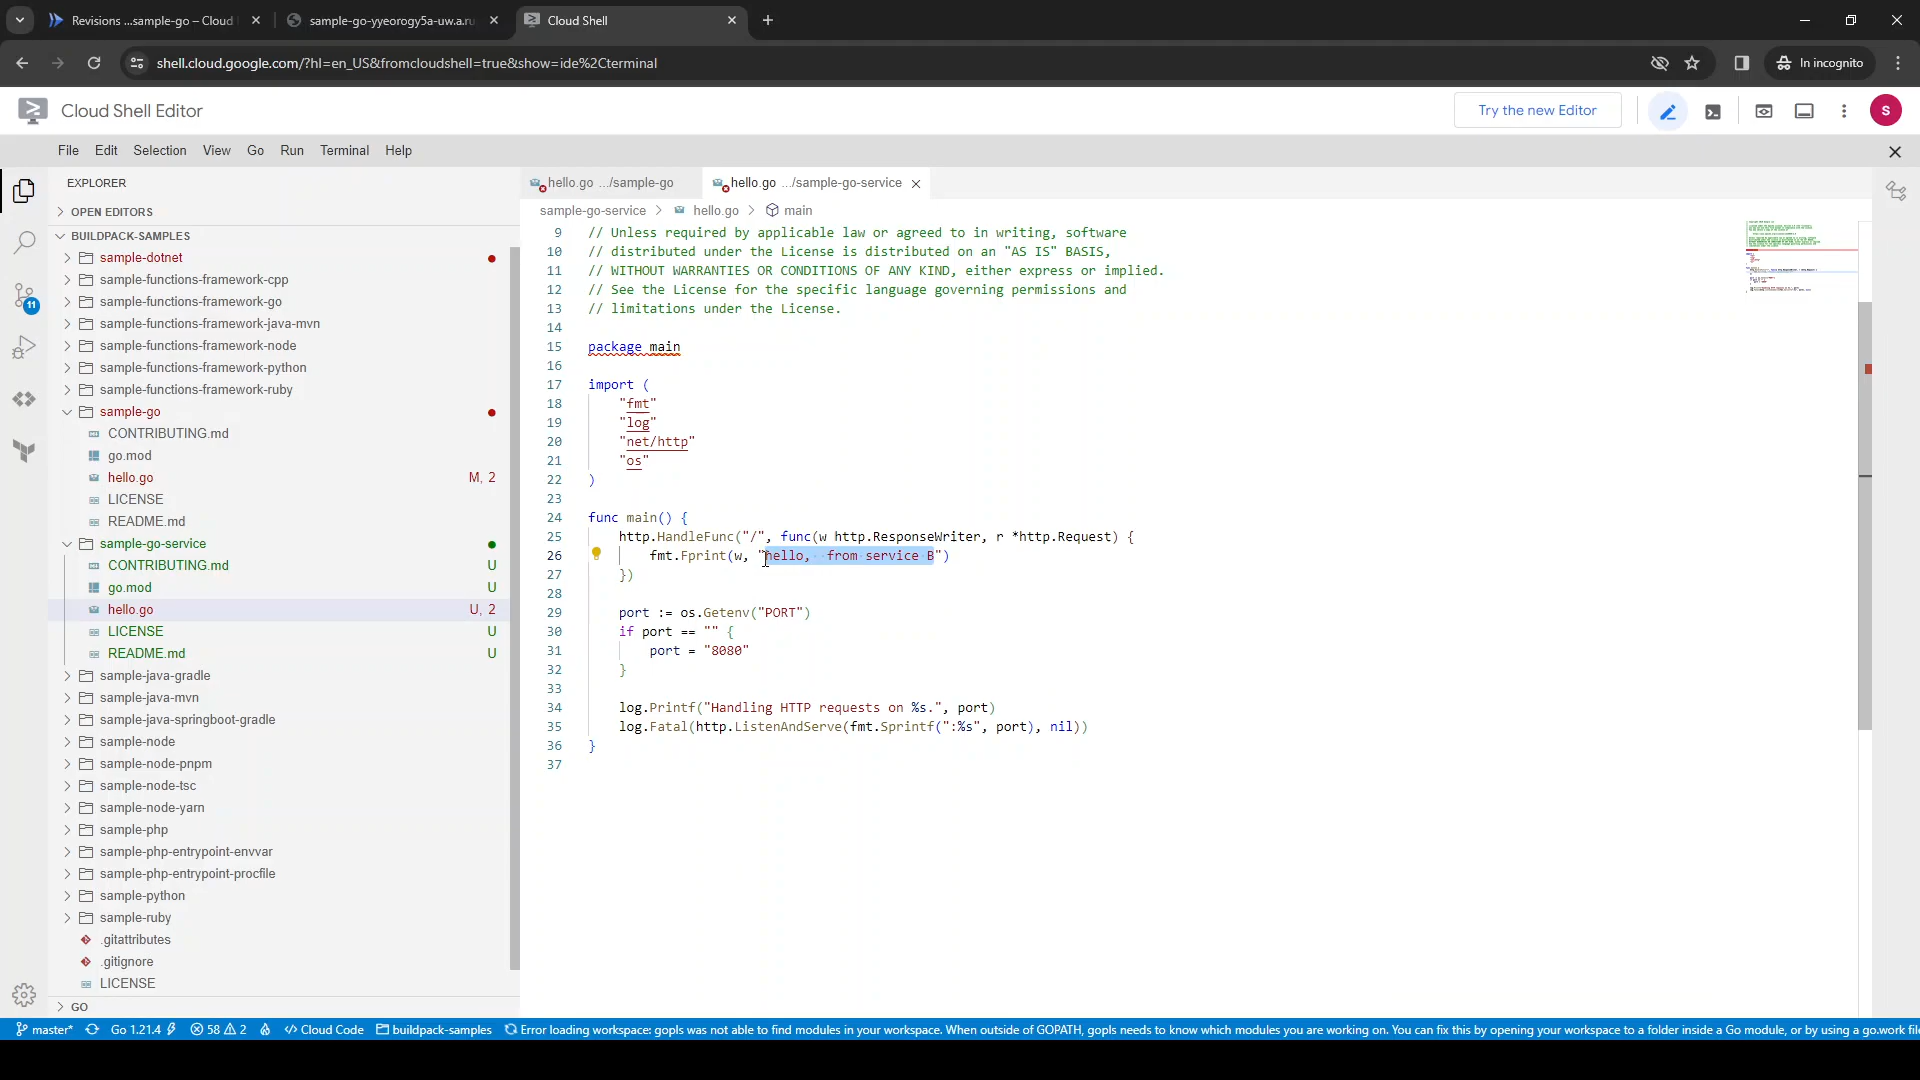 Revisions ...sample-go – Cloud
sample-go-yyeorogy5a-uw.a.ru
Cloud Shell
shell.cloud.google.com/?hl=en_US&fromcloudshell=true&show=ide%2Cterminal
In incognito
Cloud Shell Editor
Try the new Editor
S
File Edit Selection View Go Run Terminal Help
EXPLORER
OPEN EDITORS
BUILDPACK-SAMPLES
sample-dotnet
sample-functions-framework-cpp
sample-functions-framework-go
sample-functions-framework-java-mvn
sample-functions-framework-node
sample-functions-framework-python
sample-functions-framework-ruby
sample-go
CONTRIBUTING.md
go.mod
hello.go M, 2
LICENSE
README.md
sample-go-service
CONTRIBUTING.md U
go.mod U
hello.go U, 2
LICENSE U
README.md U
sample-java-gradle
sample-java-mvn
sample-java-springboot-gradle
sample-node
sample-node-pnpm
sample-node-tsc
sample-node-yarn
sample-php
sample-php-entrypoint-envvar
sample-php-entrypoint-procfile
sample-python
sample-ruby
.gitattributes
.gitignore
LICENSE
GO
11
hello.go .../sample-go
hello.go .../sample-go-service
sample-go-service > hello.go > main
9 // Unless required by applicable law or agreed to in writing, software
10 // distributed under the License is distributed on an "AS IS" BASIS,
11 // WITHOUT WARRANTIES OR CONDITIONS OF ANY KIND, either express or implied.
12 // See the License for the specific language governing permissions and
13 // limitations under the License.
14
15 package main
16
17 import (
18 "fmt"
19 "log"
20 "net/http"
21 "os"
22 )
23
24 func main() {
25 http.HandleFunc("/", func(w http.ResponseWriter, r *http.Request) {
26 fmt.Fprint(w, "hello,  from service B")
27 })
28
29 port := os.Getenv("PORT")
30 if port == "" {
31 port = "8080"
32 }
33
34 log.Printf("Handling HTTP requests on %s.", port)
35 log.Fatal(http.ListenAndServe(fmt.Sprintf(":%s", port), nil))
36 }
37
master* Go 1.21.4 58 2 Cloud Code buildpack-samples Error loading workspace: gopls was not able to find modules in your workspace. When outside of GOPATH, gopls needs to know which modules you are working on. You can fix this by opening your workspace to a folder inside a Go module, or by using a go.work file